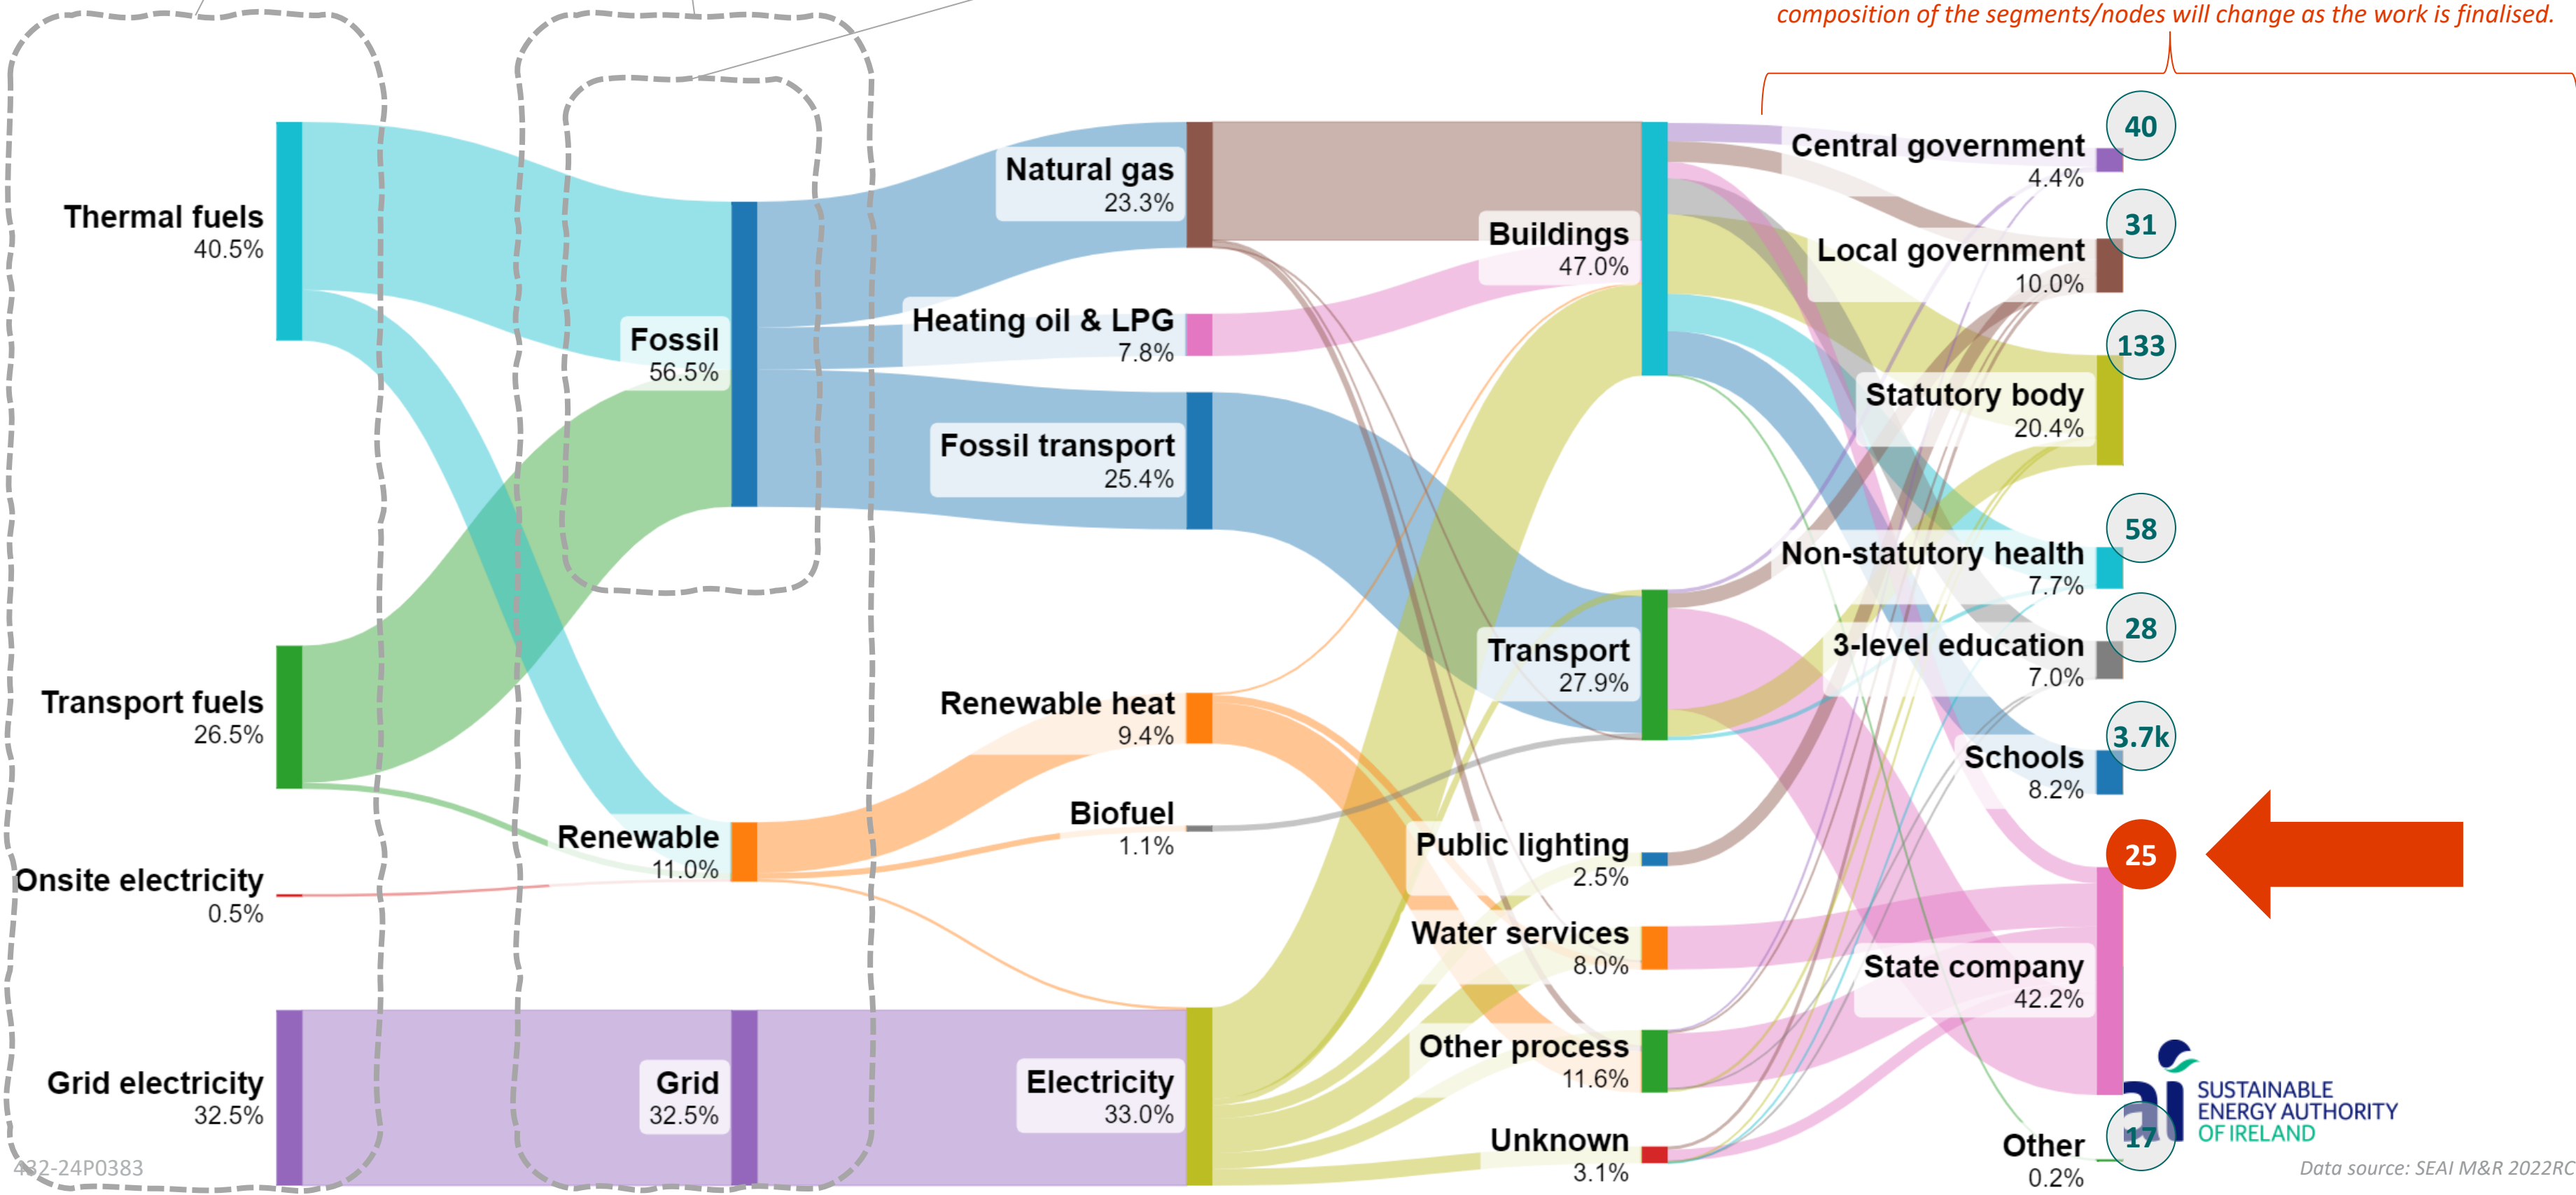 composition of the segments/nodes will change as the work is finalised.
Thermal fuels
40.5%
Transport fuels
26.5%
Onsite electricity
0.5%
Grid electricity
32.5%
Fossil
56.5%
Renewable
11.0%
Grid
32.5%
Natural gas
23.3%
Heating oil & LPG
7.8%
Fossil transport
25.4%
Renewable heat
9.4%
Biofuel
1.1%
Electricity
33.0%
Buildings
47.0%
Transport
27.9%
Public lighting
2.5%
Water services
8.0%
Other process
11.6%
Unknown
3.1%
Central government
4.4%
40
Local government
10.0%
31
Statutory body
20.4%
133
Non-statutory health
7.7%
58
3-level education
7.0%
28
Schools
8.2%
3.7k
State company
42.2%
25
Other
0.2%
17
ai
SUSTAINABLE
ENERGY AUTHORITY
OF IRELAND
432-24P0383
Data source: SEAI M&R 2022RC